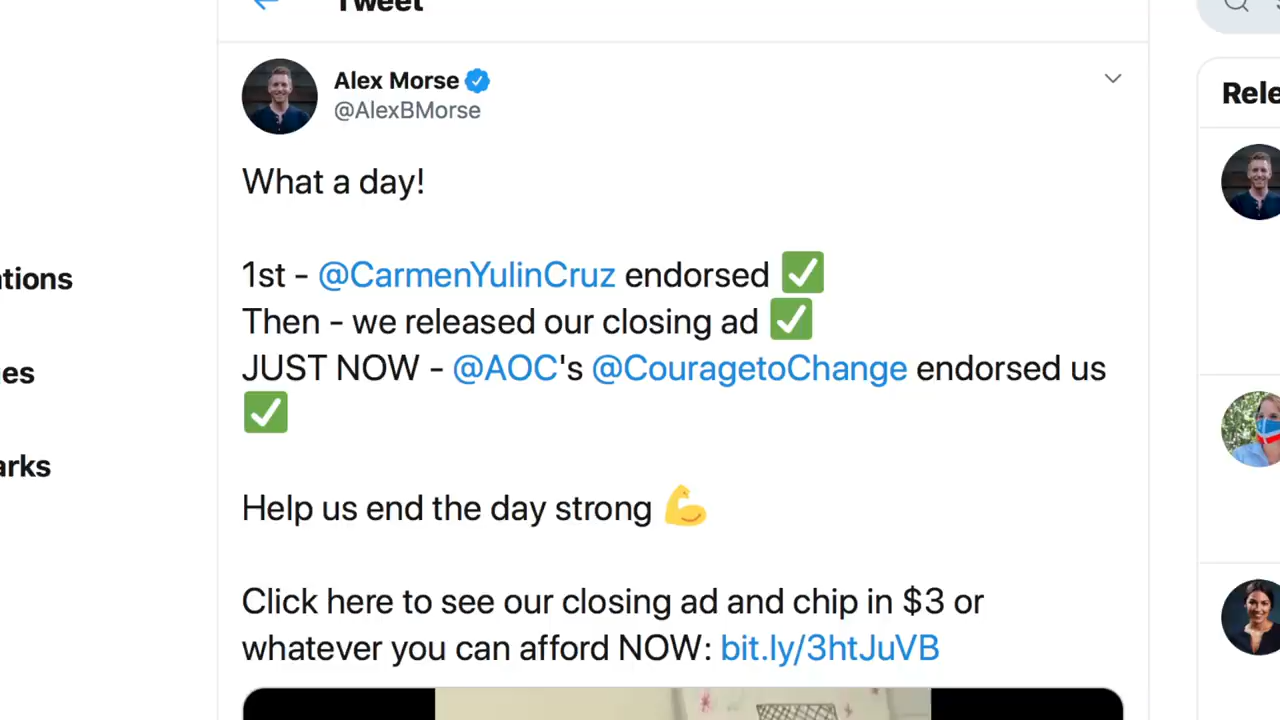 Tweet
Alex Morse
@AlexBMorse
What a day!
1st - @CarmenYulinCruz endorsed ✅
Then - we released our closing ad ✅
JUST NOW - @AOC's @CouragetoChange endorsed us
✅
Help us end the day strong 💪
Click here to see our closing ad and chip in $3 or
whatever you can afford NOW: bit.ly/3htJuVB
ations
es
arks
Rele